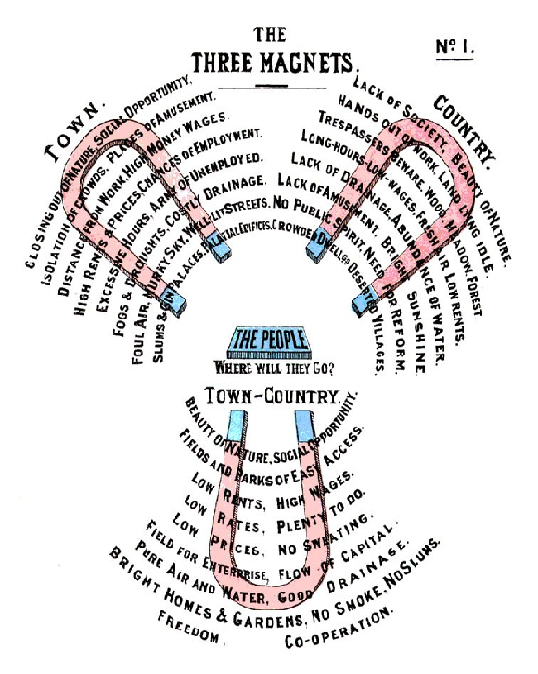 THE
THREE MAGNETS.
Nº 1.
TOWN.
CLOSING OUT OF NATURE. SOCIAL OPPORTUNITY.
ISOLATION OF CROWDS. PLACES OF AMUSEMENT.
DISTANCE FROM WORK. HIGH MONEY WAGES.
HIGH RENTS & PRICES. CHANCES OF EMPLOYMENT.
EXCESSIVE HOURS. ARMY OF UNEMPLOYED.
FOGS & DROUGHTS. COSTLY DRAINAGE.
FOUL AIR. MURKY SKY. WELL-LIT STREETS.
SLUMS & GIN PALACES. PALATIAL EDIFICES.
COUNTRY.
LACK OF SOCIETY. BEAUTY OF NATURE.
HANDS OUT OF WORK. LAND LYING IDLE.
TRESPASSERS BEWARE. WOOD, MEADOW, FOREST
LONG HOURS. LOW WAGES. FRESH AIR. LOW RENTS.
LACK OF DRAINAGE. ABUNDANCE OF WATER.
LACK OF AMUSEMENT. BRIGHT SUNSHINE
NO PUBLIC SPIRIT. NEED FOR REFORM.
CROWDED DWELLINGS. DESERTED VILLAGES.
THE PEOPLE
WHERE WILL THEY GO?
TOWN-COUNTRY.
BEAUTY OF NATURE, SOCIAL OPPORTUNITY.
FIELDS AND PARKS OF EASY ACCESS.
LOW RENTS, HIGH WAGES.
LOW RATES, PLENTY TO DO.
LOW PRICES, NO SWEATING.
FIELD FOR ENTERPRISE, FLOW OF CAPITAL.
PURE AIR AND WATER, GOOD DRAINAGE.
BRIGHT HOMES & GARDENS, NO SMOKE, NO SLUMS.
FREEDOM. CO-OPERATION.